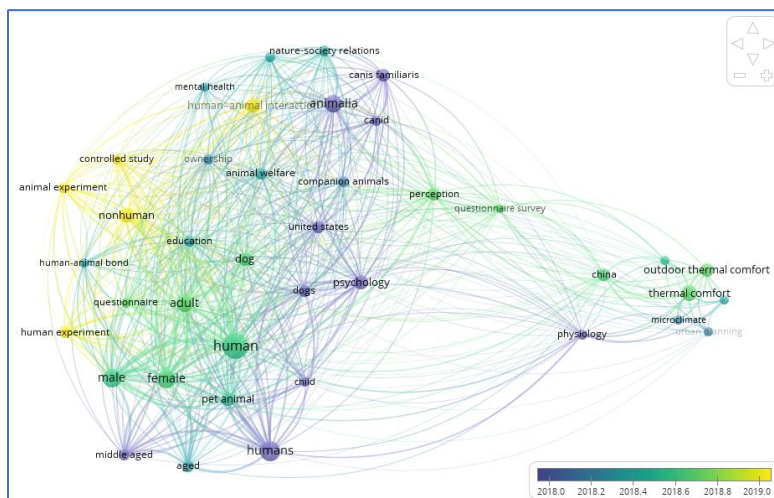 nature-society relations
canis familiaris
mental health
human–animal interaction
animalia
canid
controlled study
ownership
animal welfare
companion animals
animal experiment
perception
nonhuman
questionnaire survey
united states
education
human-animal bond
dog
china
outdoor thermal comfort
psychology
dogs
thermal comfort
questionnaire
adult
microclimate
human experiment
physiology
urban planning
human
male
female
child
pet animal
humans
middle aged
aged
2018.0 2018.2 2018.4 2018.6 2018.8 2019.0